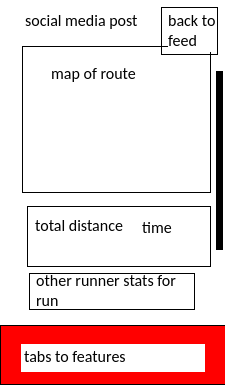 social media post
back to
feed
map of route
total distance
time
other runner stats for
run
tabs to features